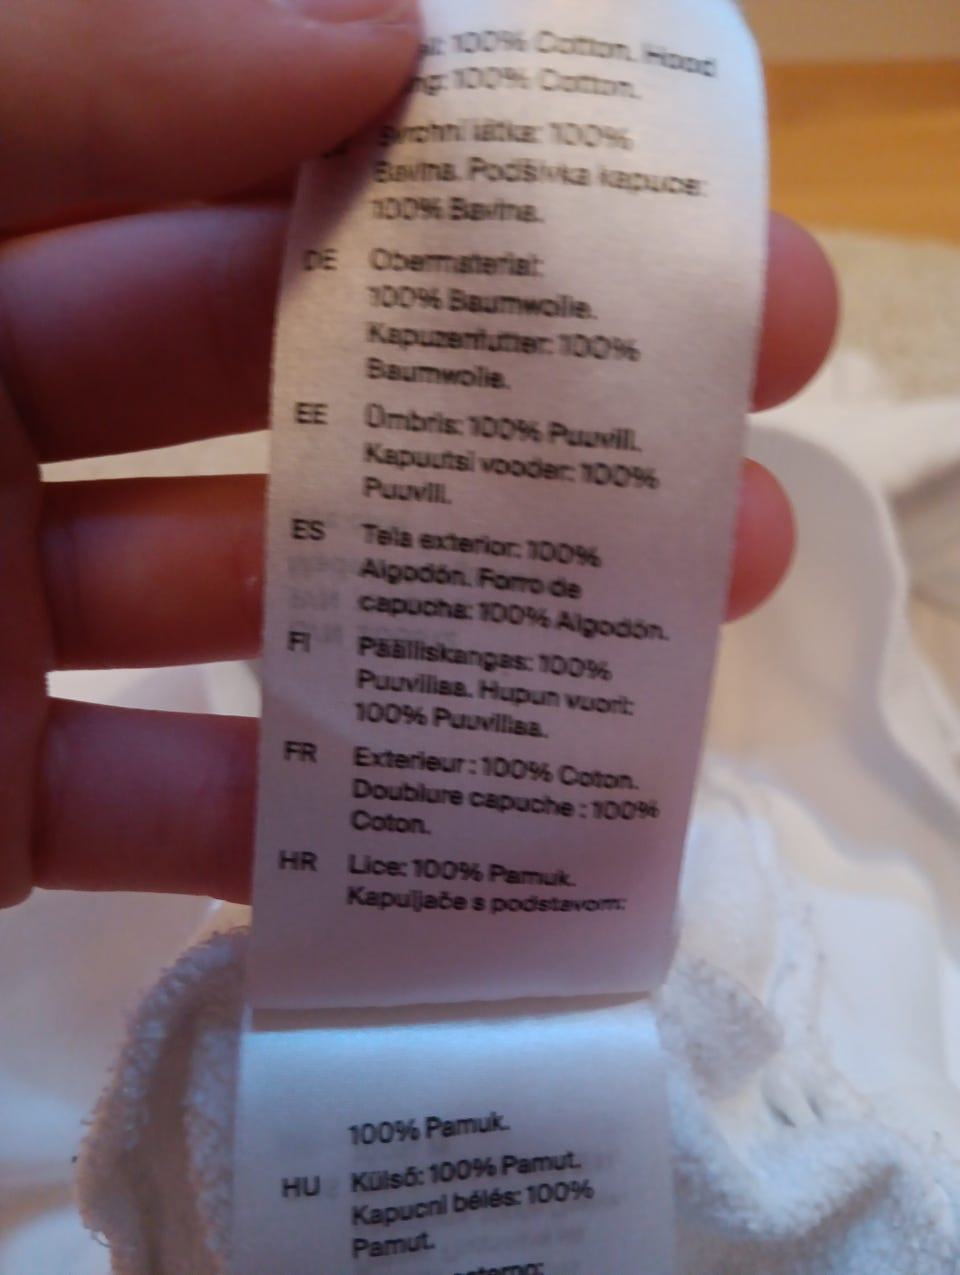 100% Cotton. Hood
100% Cotton.
Svrchní látka: 100%
Bavlna. Podšívka kapuce:
100% Bavlna.
DE Obermaterial:
100% Baumwolle.
Kapuzenfutter: 100%
Baumwolle.
EE Ümbris: 100% Puuvill.
Kapuutsi vooder: 100%
Puuvill.
ES Tela exterior: 100%
Algodón. Forro de
capucha: 100% Algodón.
FI Päälliskangas: 100%
Puuvillaa. Hupun vuori:
100% Puuvillaa.
FR Exterieur : 100% Coton.
Doublure capuche : 100%
Coton.
HR Lice: 100% Pamuk.
Kapuljače s podstavom:
100% Pamuk.
HU Külső: 100% Pamut.
Kapucni bélés: 100%
Pamut.